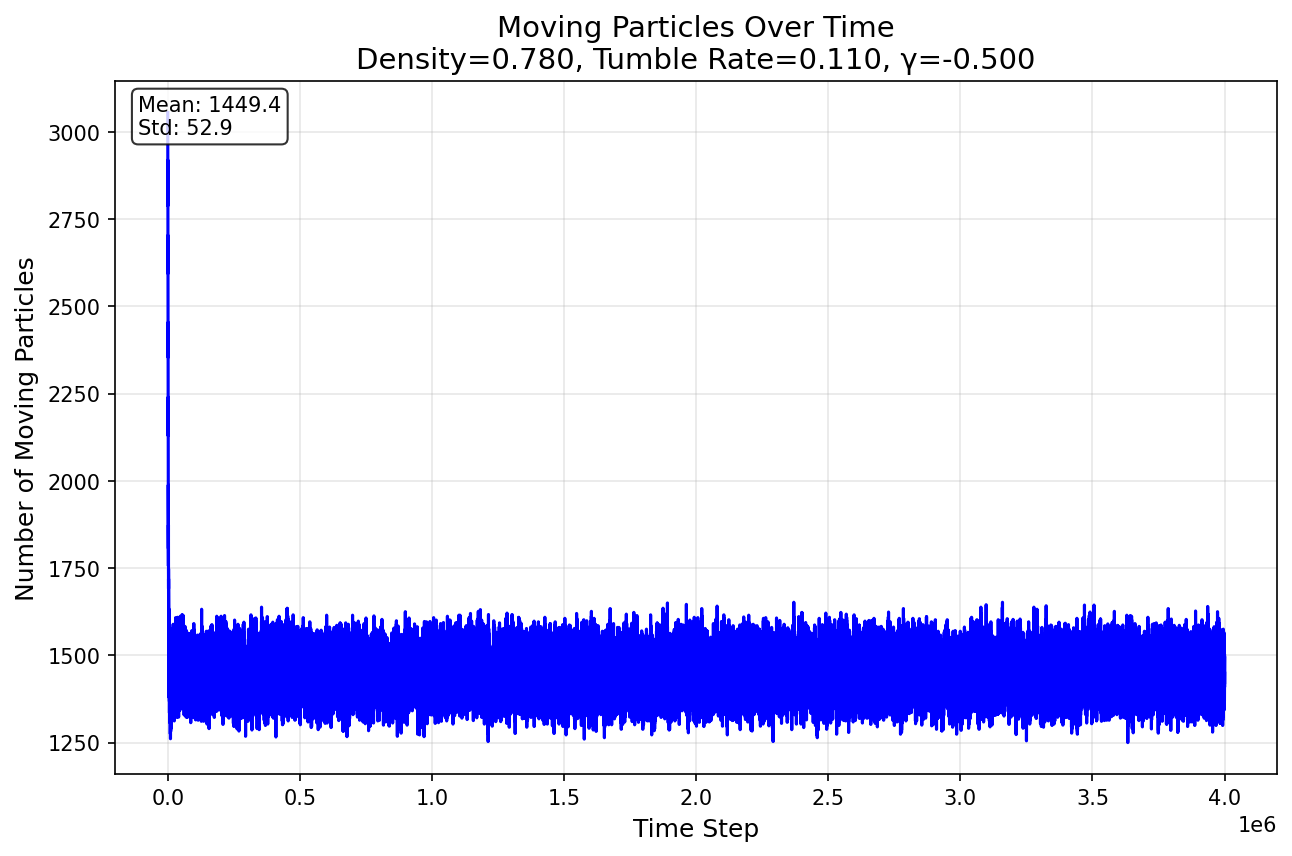 Moving Particles Over Time
Density=0.780, Tumble Rate=0.110, γ=-0.500
Mean: 1449.4
Std: 52.9
3000
2750
2500
2250
2000
1750
1500
1250
Number of Moving Particles
0.0 0.5 1.0 1.5 2.0 2.5 3.0 3.5 4.0
1e6
Time Step